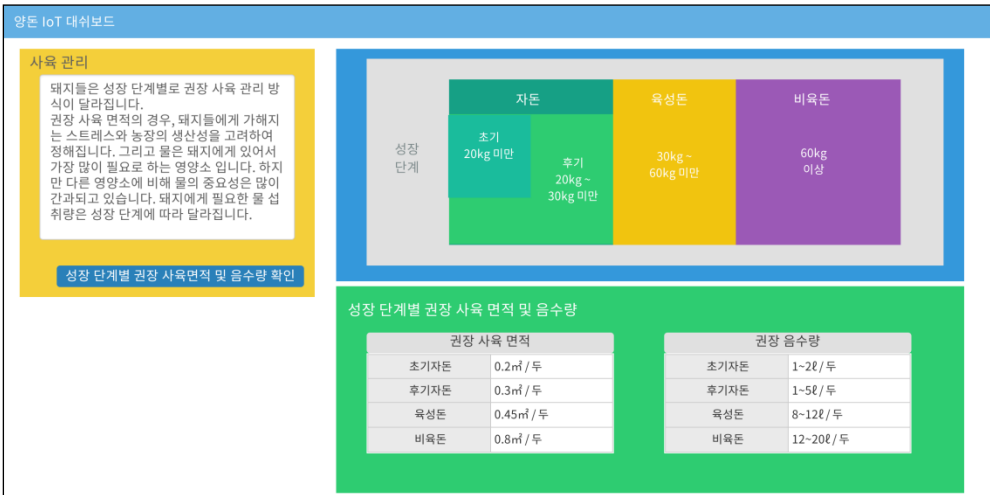 양돈 IoT 대쉬보드
사육 관리
돼지들은 성장 단계별로 권장 사육 관리 방
식이 달라집니다.
권장 사육 면적의 경우, 돼지들에게 가해지
는 스트레스와 농장의 생산성을 고려하여
정해집니다. 그리고 물은 돼지에게 있어서
가장 많이 필요로 하는 영양소 입니다. 하지
만 다른 영양소에 비해 물의 중요성은 많이
간과되고 있습니다. 돼지에게 필요한 물 섭
취량은 성장 단계에 따라 달라집니다.
성장 단계별 권장 사육면적 및 음수량 확인
성장
단계
자돈
초기
20kg 미만
후기
20kg ~
30kg 미만
육성돈
30kg ~
60kg 미만
비육돈
60kg
이상
성장 단계별 권장 사육 면적 및 음수량
권장 사육 면적
초기자돈 0.2㎡ / 두
후기자돈 0.3㎡ / 두
육성돈 0.45㎡ / 두
비육돈 0.8㎡ / 두
권장 음수량
초기자돈 1~2ℓ / 두
후기자돈 1~5ℓ / 두
육성돈 8~12ℓ / 두
비육돈 12~20ℓ / 두